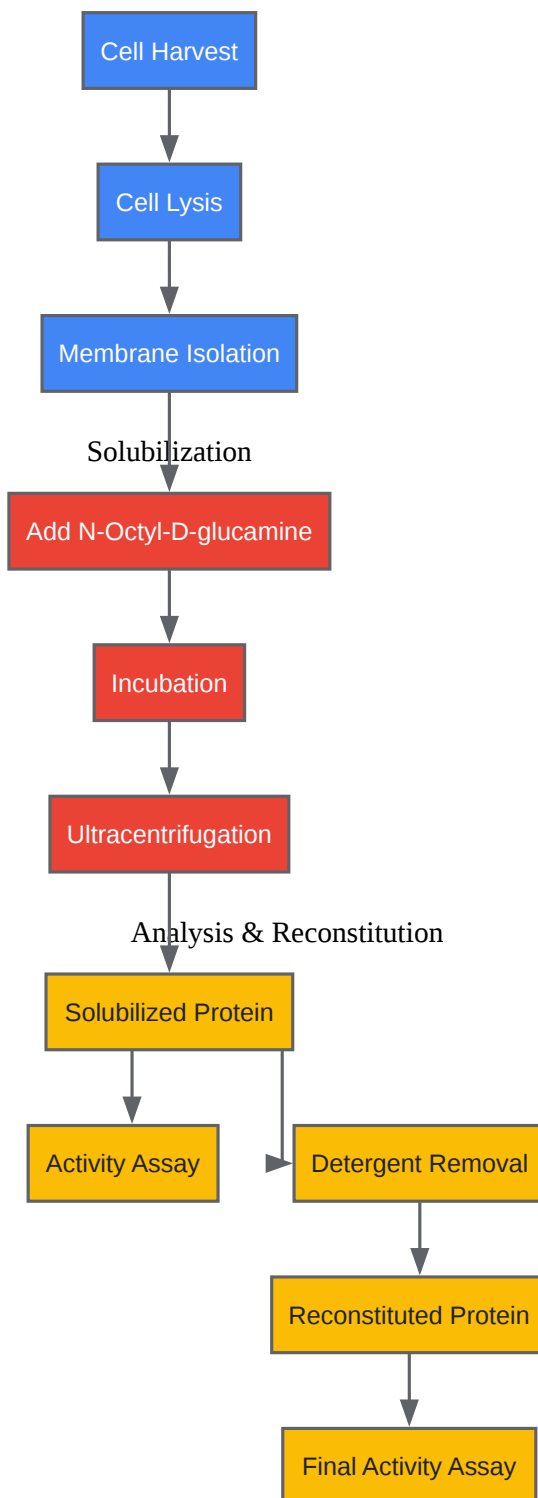 Cell Harvest
Cell Lysis
Membrane Isolation
Solubilization
Add N-Octyl-D-glucamine
Incubation
Ultracentrifugation
Analysis & Reconstitution
Solubilized Protein
Activity Assay
Detergent Removal
Reconstituted Protein
Final Activity Assay